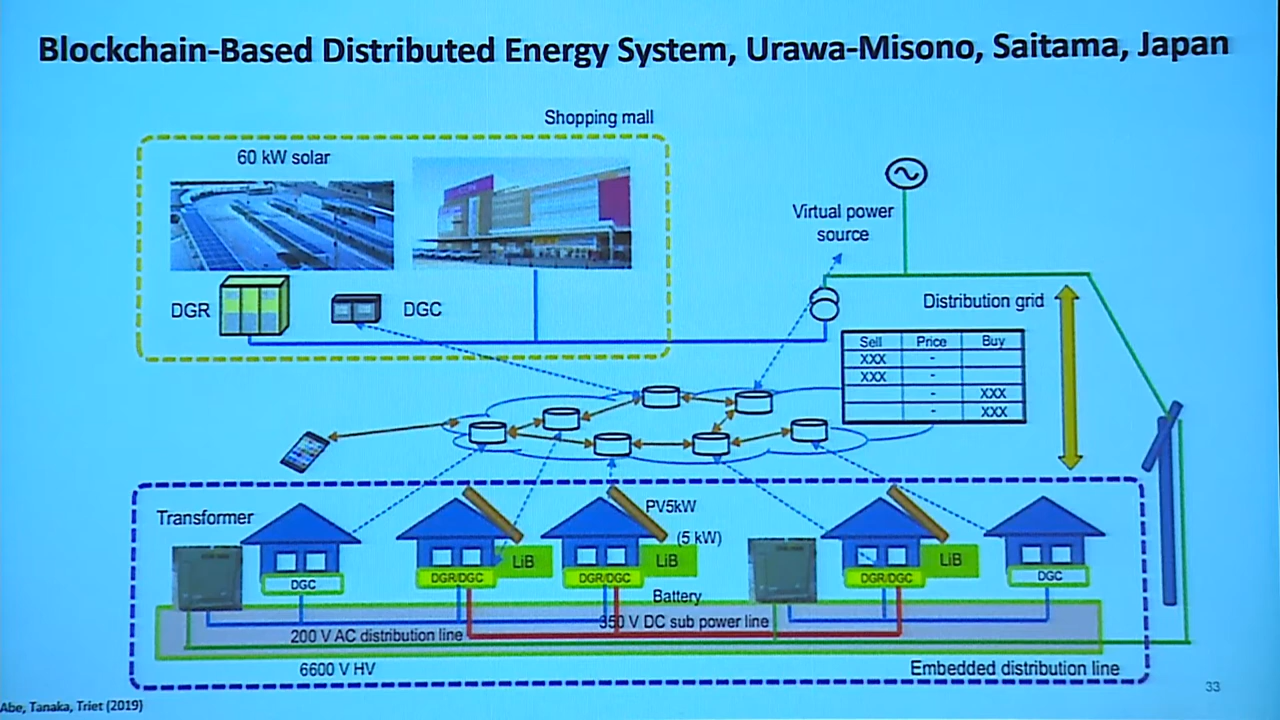 Blockchain-Based Distributed Energy System, Urawa-Misono, Saitama, Japan
Shopping mall
60 kW solar
DGR
DGC
Virtual power
source
Distribution grid
Sell Price Buy
XXX -
XXX -
- XXX
- XXX
Transformer
PV5kW
(5 kW)
LiB
LiB
LiB
DGC
DGR/DGC
DGR/DGC
DGR/DGC
DGC
Battery
350 V DC sub power line
200 V AC distribution line
6600 V HV
Embedded distribution line
33
Abe, Tanaka, Triet (2019)